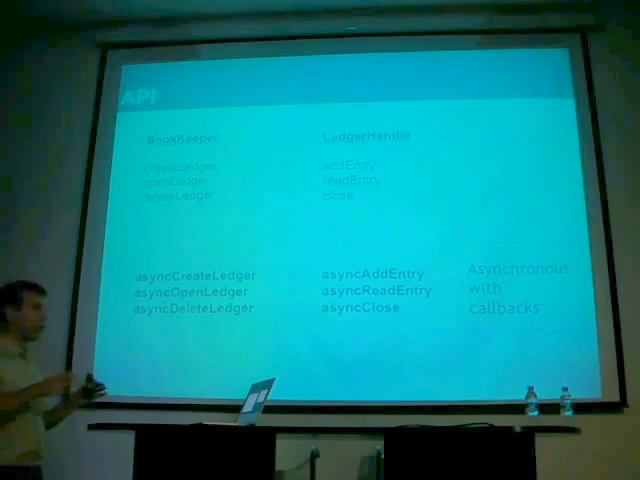 API
BookKeeper
createLedger
openLedger
deleteLedger
LedgerHandle
addEntry
readEntry
close
asyncCreateLedger
asyncOpenLedger
asyncDeleteLedger
asyncAddEntry
asyncReadEntry
asyncClose
Asynchronous
with
callbacks